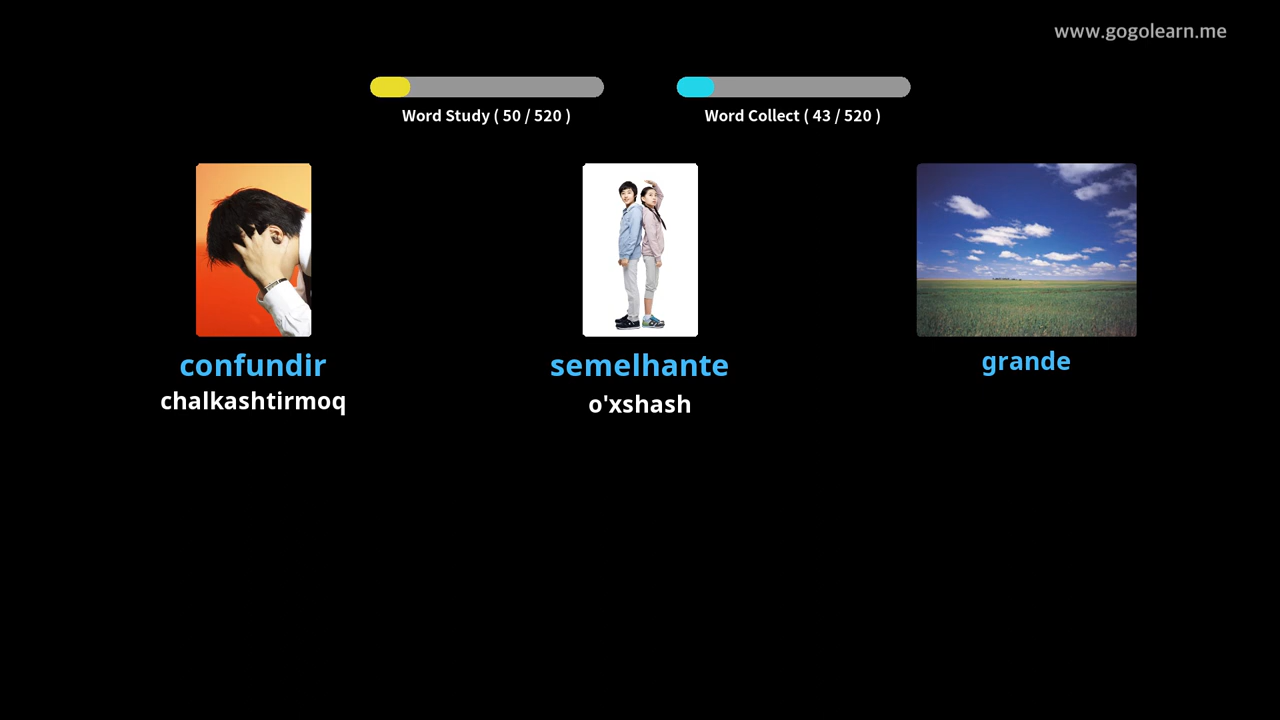 www.gogolearn.me
Word Study ( 50 / 520 )
Word Collect ( 43 / 520 )
confundir
chalkashtirmoq
semelhante
o'xshash
grande